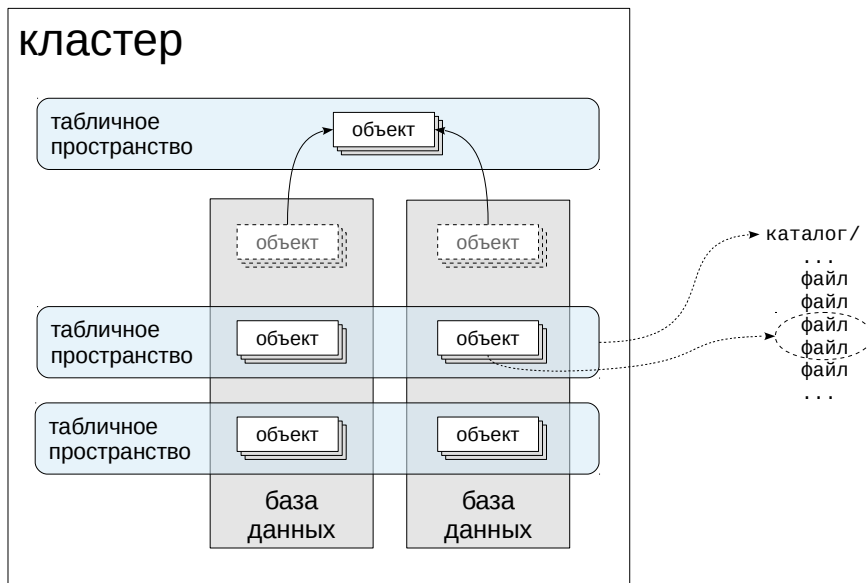 кластер
табличное
пространство
объект
объект
объект
табличное
пространство
объект
объект
табличное
пространство
объект
объект
база
данных
база
данных
каталог/
...
файл
файл
файл
файл
файл
...